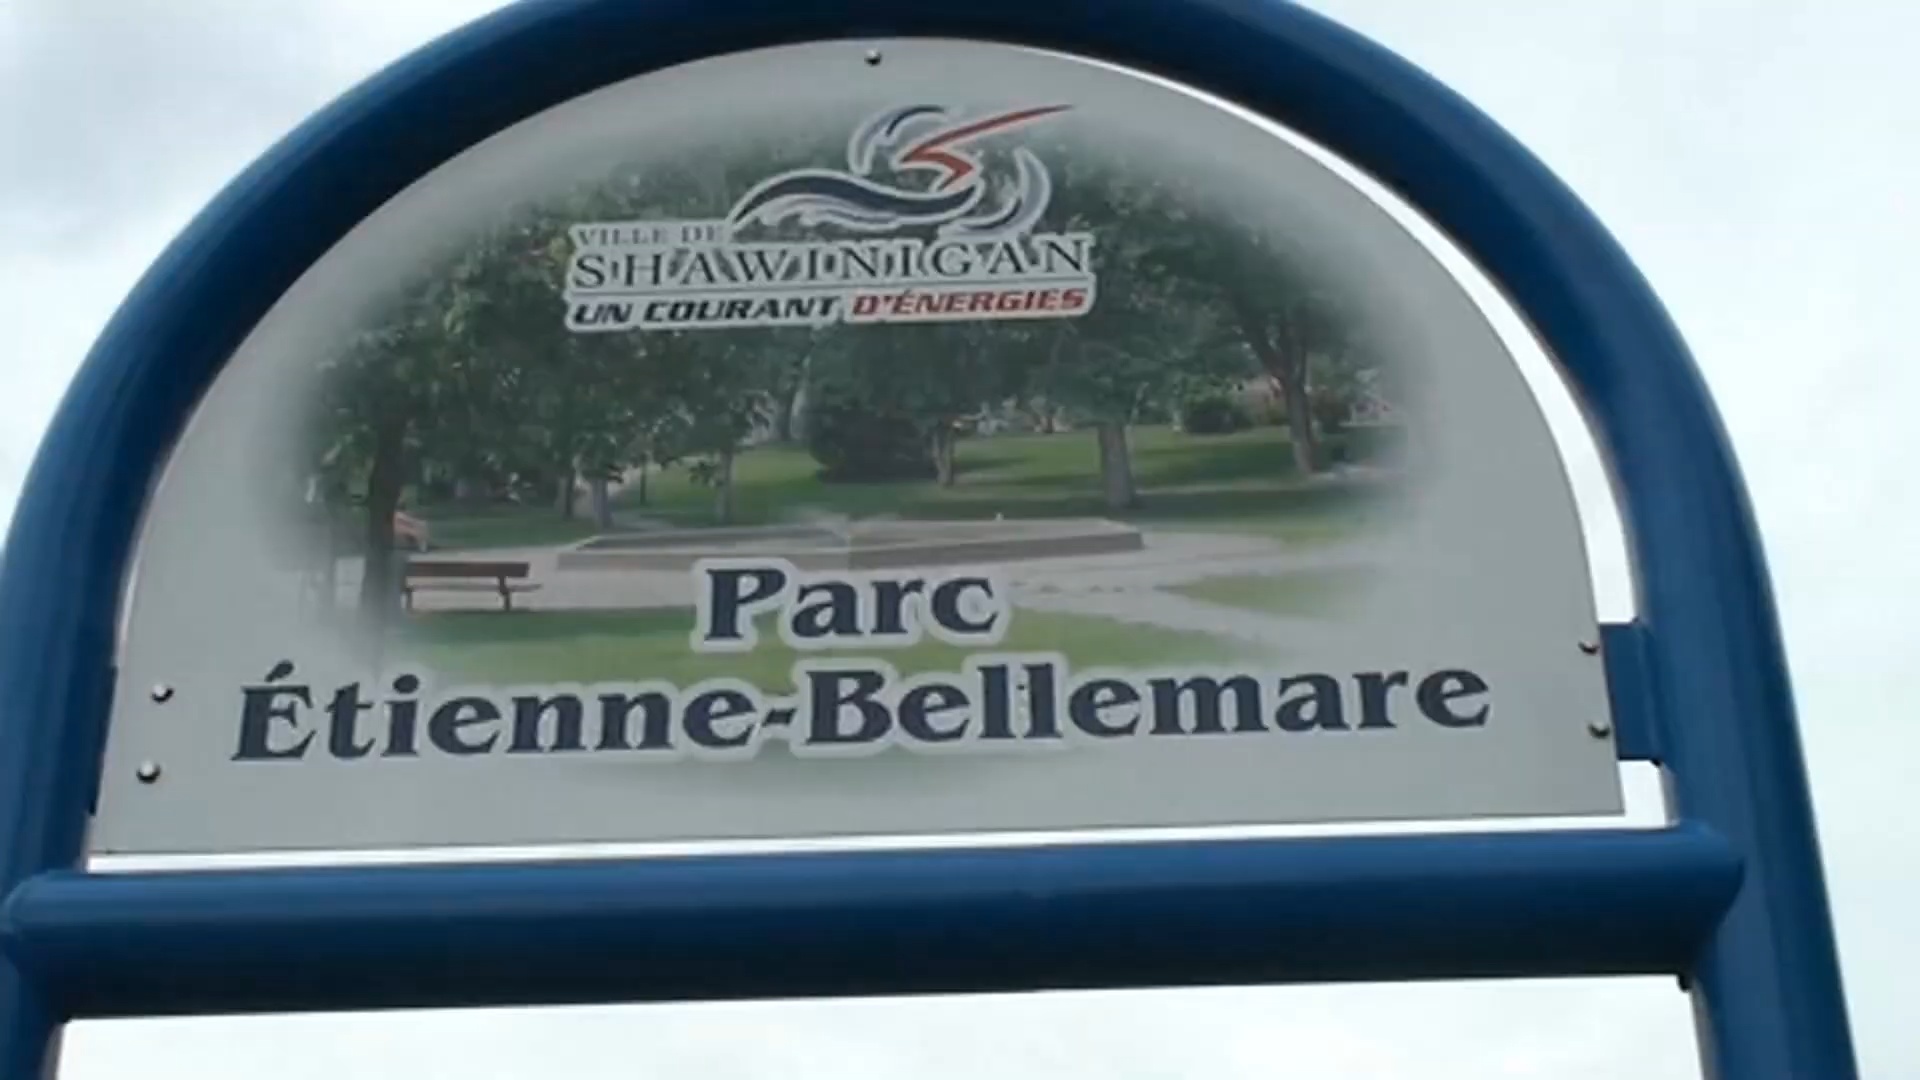 VILLE DE
SHAWINIGAN
UN COURANT D'ÉNERGIES
Parc
Étienne-Bellemare